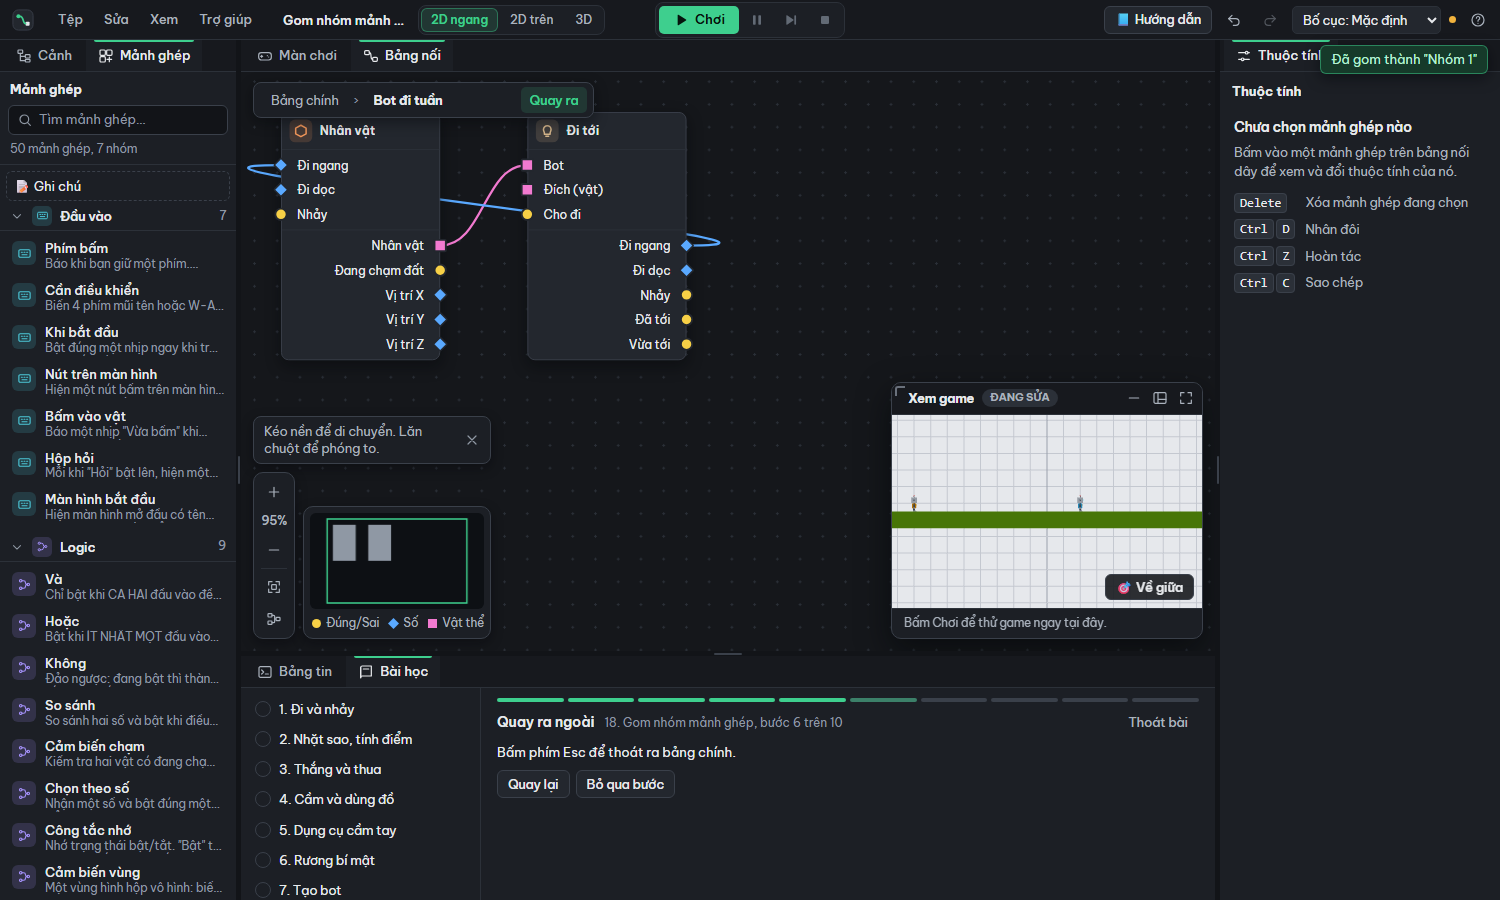 Tệp Sửa Xem Trợ giúp Gom nhóm mảnh ... 2D ngang 2D trên 3D Chơi Hướng dẫn Bố cục: Mặc định
Cảnh Mảnh ghép Màn chơi Bảng nối Thuộc tính
Đã gom thành "Nhóm 1"
Mảnh ghép
Tìm mảnh ghép...
50 mảnh ghép, 7 nhóm
Ghi chú
Đầu vào 7
Phím bấm
Báo khi bạn giữ một phím....
Cần điều khiển
Biến 4 phím mũi tên hoặc W-A...
Khi bắt đầu
Bật đúng một nhịp ngay khi tr...
Nút trên màn hình
Hiện một nút bấm trên màn hìn...
Bấm vào vật
Báo một nhịp "Vừa bấm" khi...
Hộp hỏi
Mỗi khi "Hỏi" bật lên, hiện một...
Màn hình bắt đầu
Hiện màn hình mở đầu có tên...
Logic 9
Và
Chỉ bật khi CẢ HAI đầu vào đề...
Hoặc
Bật khi ÍT NHẤT MỘT đầu vào...
Không
Đảo ngược: đang bật thì thàn...
So sánh
So sánh hai số và bật khi điều...
Cảm biến chạm
Kiểm tra hai vật có đang chạ...
Chọn theo số
Nhận một số và bật đúng một...
Công tắc nhớ
Nhớ trạng thái bật/tắt. "Bật" t...
Cảm biến vùng
Một vùng hình hộp vô hình: biế...
Bảng chính › Bot đi tuần Quay ra
Nhân vật
Đi ngang
Đi dọc
Nhảy
Nhân vật
Đang chạm đất
Vị trí X
Vị trí Y
Vị trí Z
Đi tới
Bot
Đích (vật)
Cho đi
Đi ngang
Đi dọc
Nhảy
Đã tới
Vừa tới
Kéo nền để di chuyển. Lăn
chuột để phóng to.
95%
Đúng/Sai Số Vật thể
Xem game ĐANG SỬA
Về giữa
Bấm Chơi để thử game ngay tại đây.
Bảng tin Bài học
1. Đi và nhảy
2. Nhặt sao, tính điểm
3. Thắng và thua
4. Cầm và dùng đồ
5. Dụng cụ cầm tay
6. Rương bí mật
7. Tạo bot
Quay ra ngoài 18. Gom nhóm mảnh ghép, bước 6 trên 10 Thoát bài
Bấm phím Esc để thoát ra bảng chính.
Quay lại Bỏ qua bước
Thuộc tính
Chưa chọn mảnh ghép nào
Bấm vào một mảnh ghép trên bảng nối
dây để xem và đổi thuộc tính của nó.
Delete Xóa mảnh ghép đang chọn
Ctrl D Nhân đôi
Ctrl Z Hoàn tác
Ctrl C Sao chép